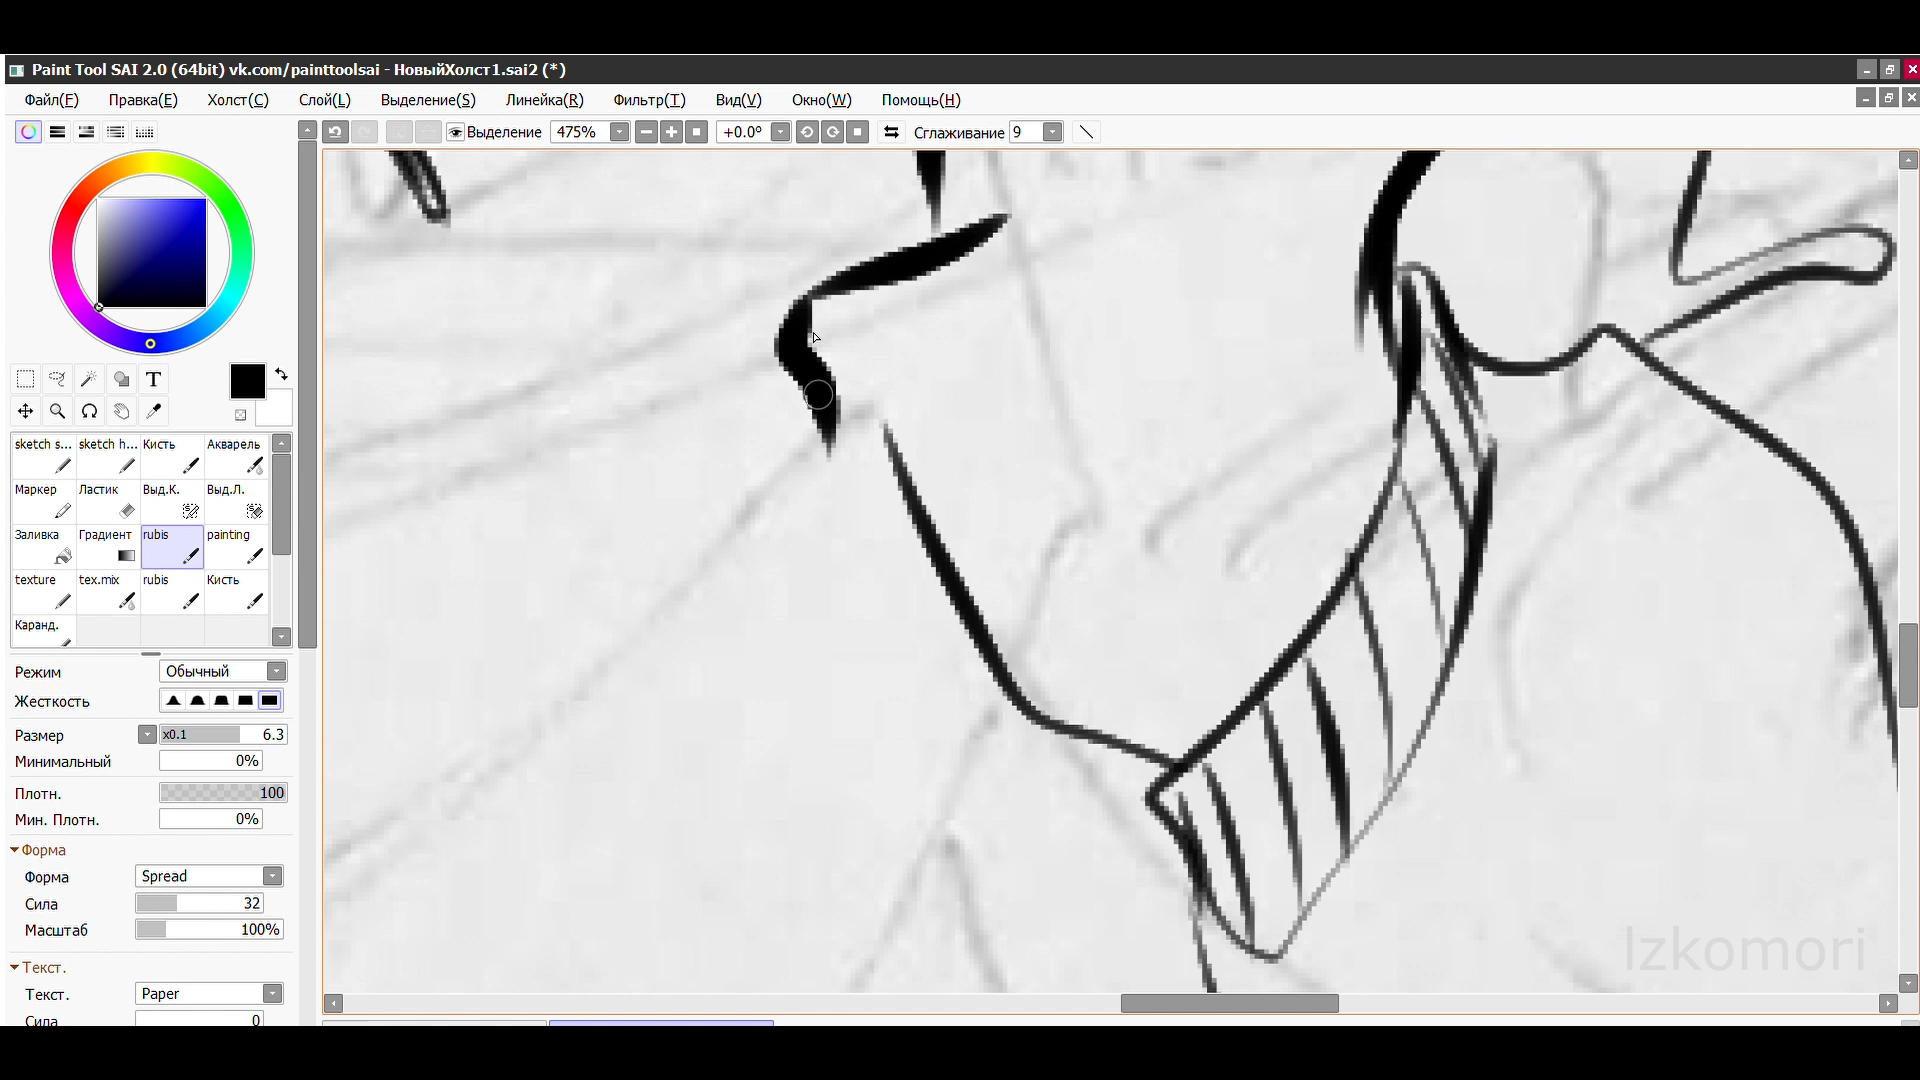 Paint Tool SAI 2.0 (64bit) vk.com/painttoolsai - НовыйХолст1.sai2 (*)
Файл(F) Правка(E) Холст(C) Слой(L) Выделение(S) Линейка(R) Фильтр(T) Вид(V) Окно(W) Помощь(H)
Выделение 475% +0.0º Сглаживание 9
T
sketch s... sketch h... Кисть Акварель
Маркер Ластик Выд.К. Выд.Л.
Заливка Градиент rubis painting
texture tex.mix rubis Кисть
Каранд.
Режим Обычный
Жесткость
Размер x0.1 6.3
Минимальный 0%
Плотн. 100
Мин. Плотн. 0%
Форма
Форма Spread
Сила 32
Масштаб 100%
Текст.
Текст. Paper
Сила 0
Izkomori